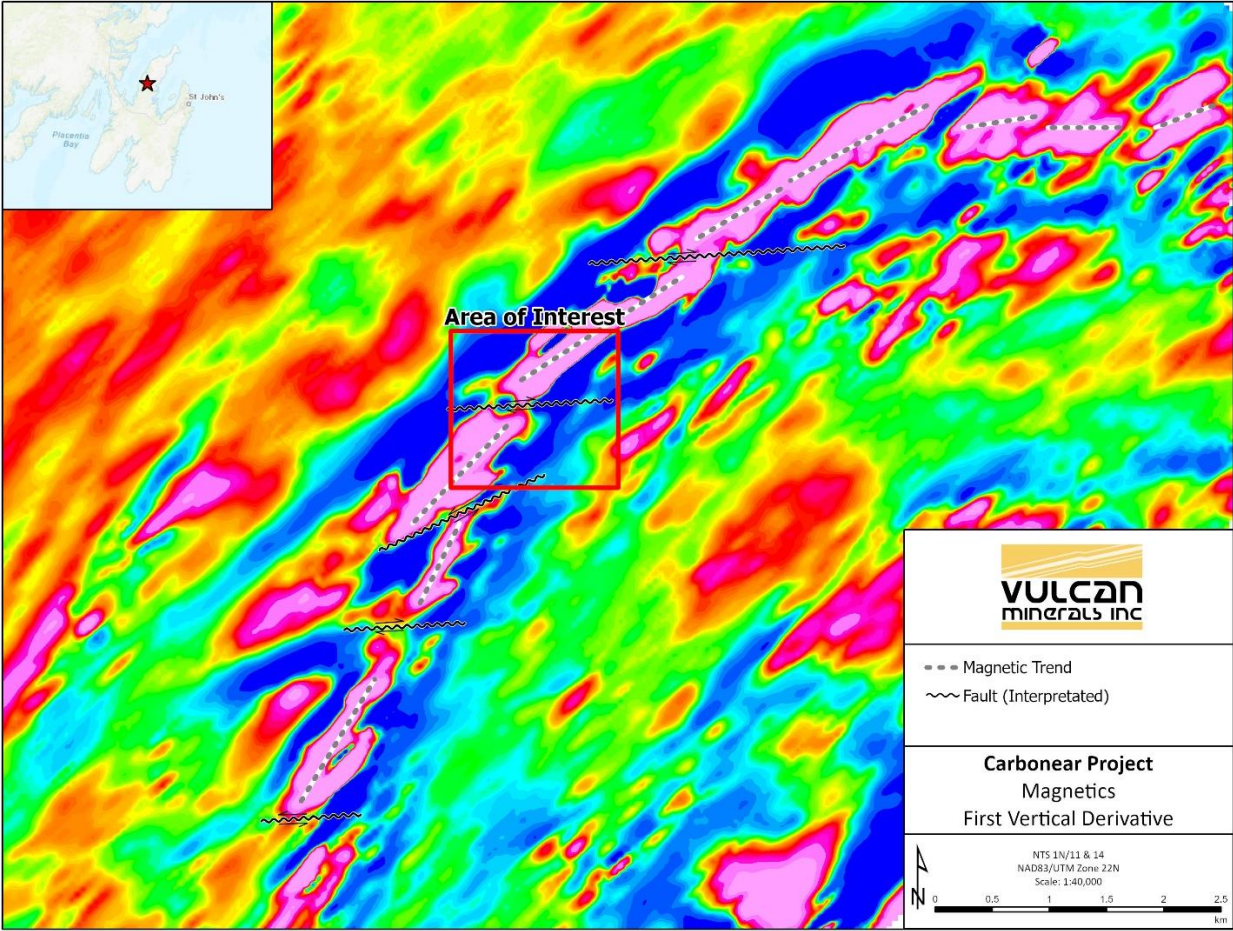 St John's
Placentia
Bay
Area of Interest
VULCAN
MINERALS INC
Magnetic Trend
Fault (Interpretated)
Carbonear Project
Magnetics
First Vertical Derivative
NTS 1N/11 & 14
NAD83/UTM Zone 22N
Scale: 1:40,000
N
0 0.5 1 1.5 2 2.5
km